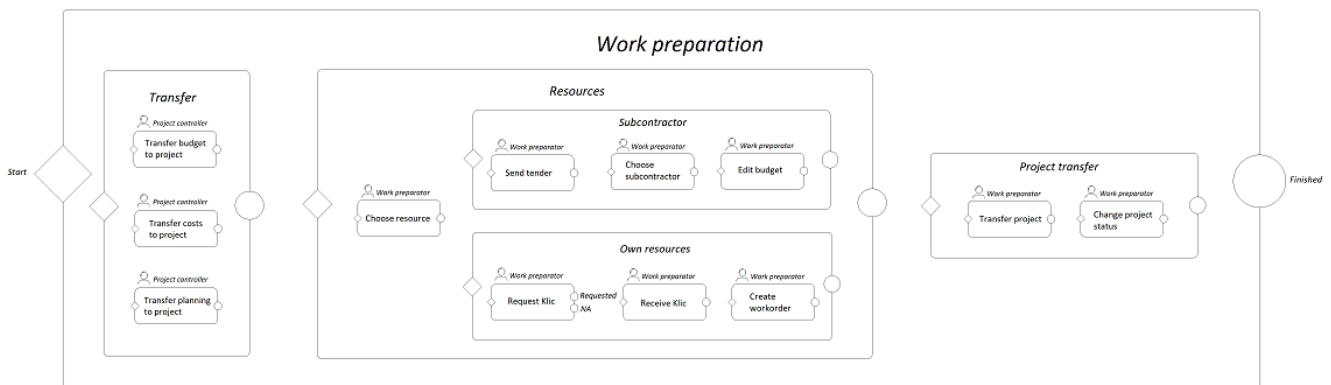 Work preparation
Start
Transfer
Project controller
Transfer budget
to project
Project controller
Transfer costs
to project
Project controller
Transfer planning
to project
Resources
Work preparator
Choose resource
Subcontractor
Work preparator
Send tender
Work preparator
Choose
subcontractor
Work preparator
Edit budget
Own resources
Work preparator
Request Klic
Requested
NA
Work preparator
Receive Klic
Work preparator
Create
workorder
Project transfer
Work preparator
Transfer project
Work preparator
Change project
status
Finished